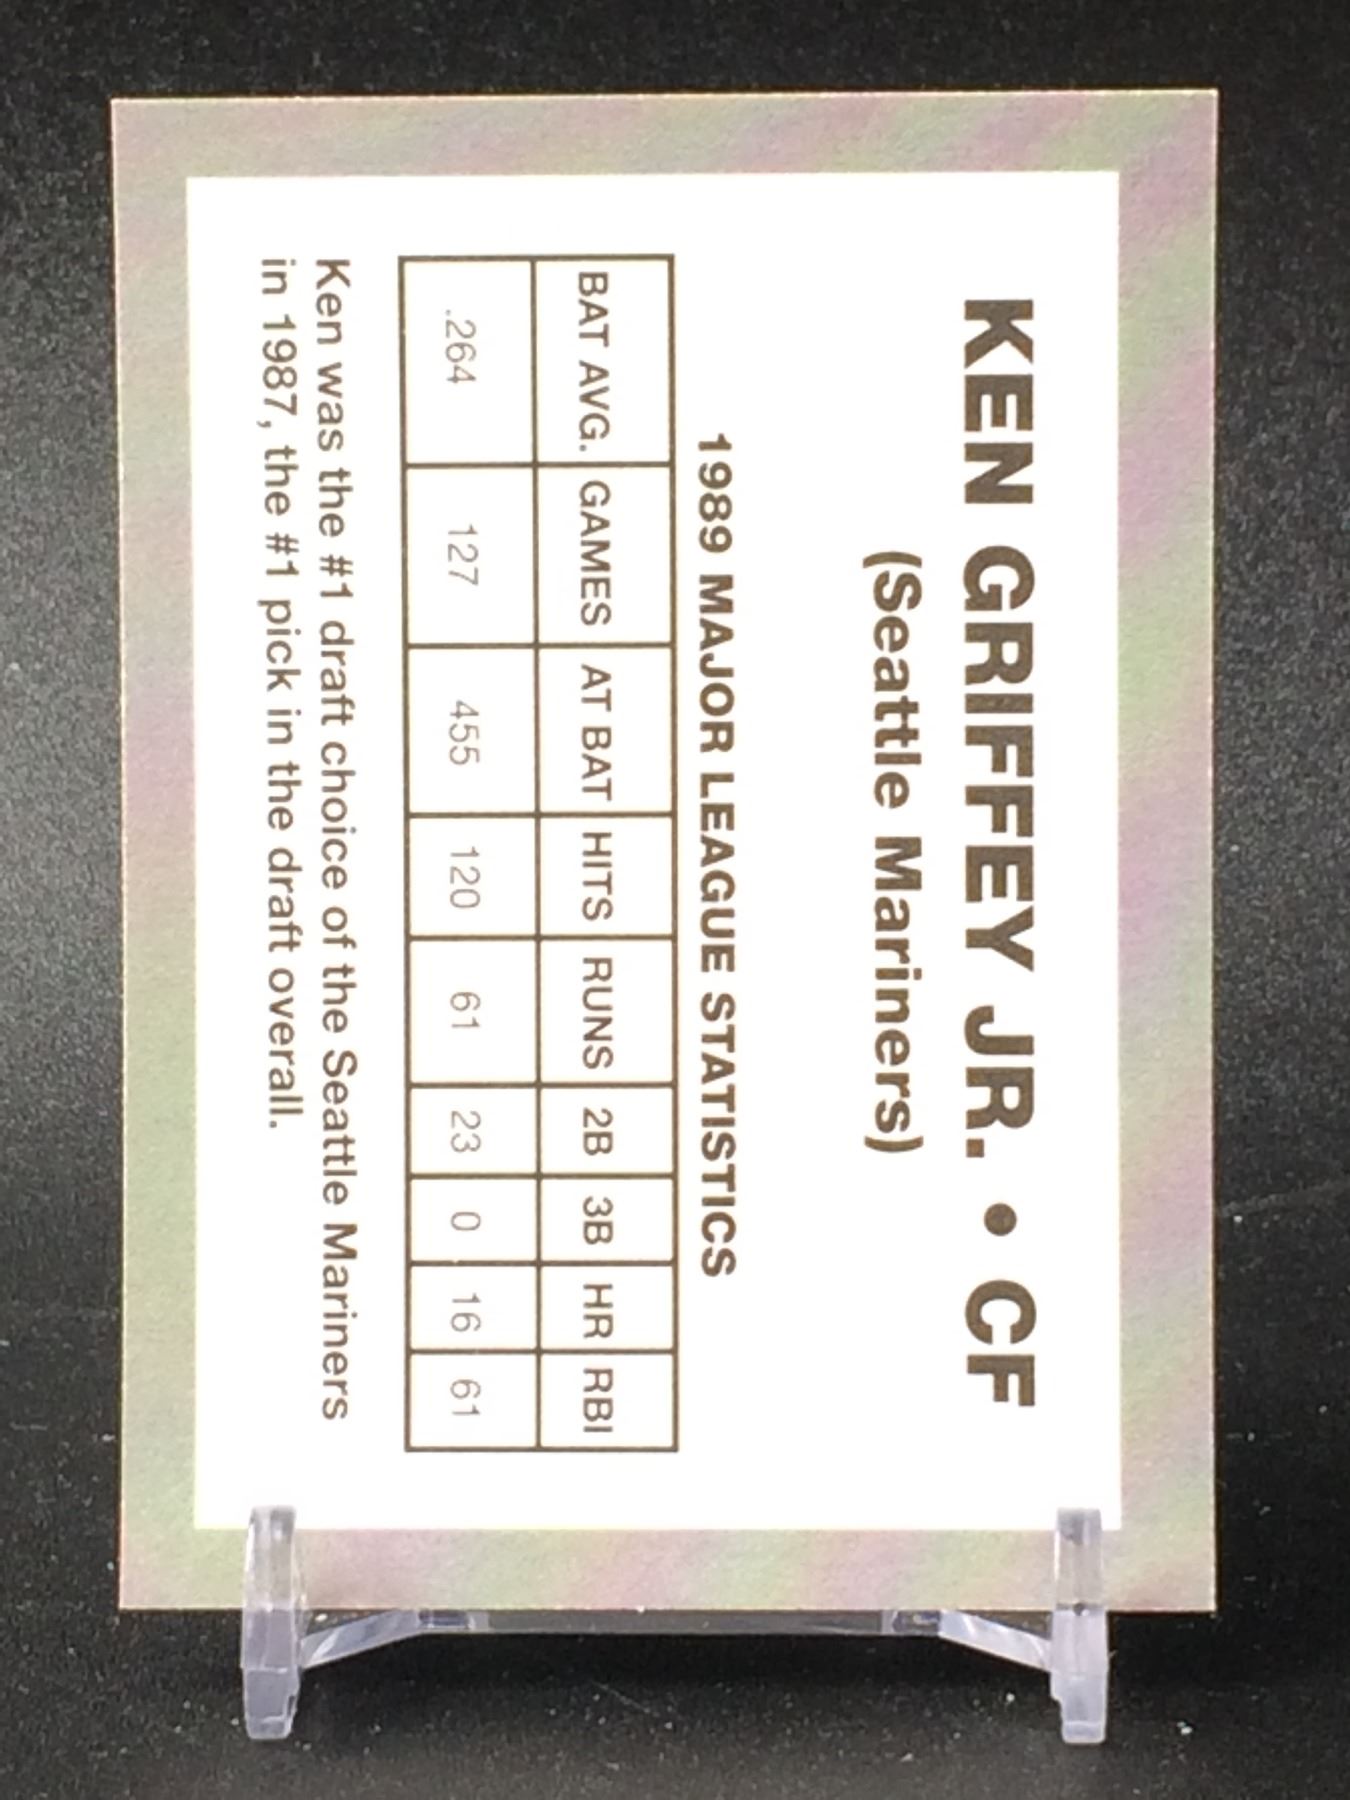 KEN GRIFFEY JR. • CF
(Seattle Mariners)
1989 MAJOR LEAGUE STATISTICS
BAT AVG. GAMES AT BAT HITS RUNS 2B 3B HR RBI
.264 127 455 120 61 23 0 16 61
Ken was the #1 draft choice of the Seattle Mariners
in 1987, the #1 pick in the draft overall.